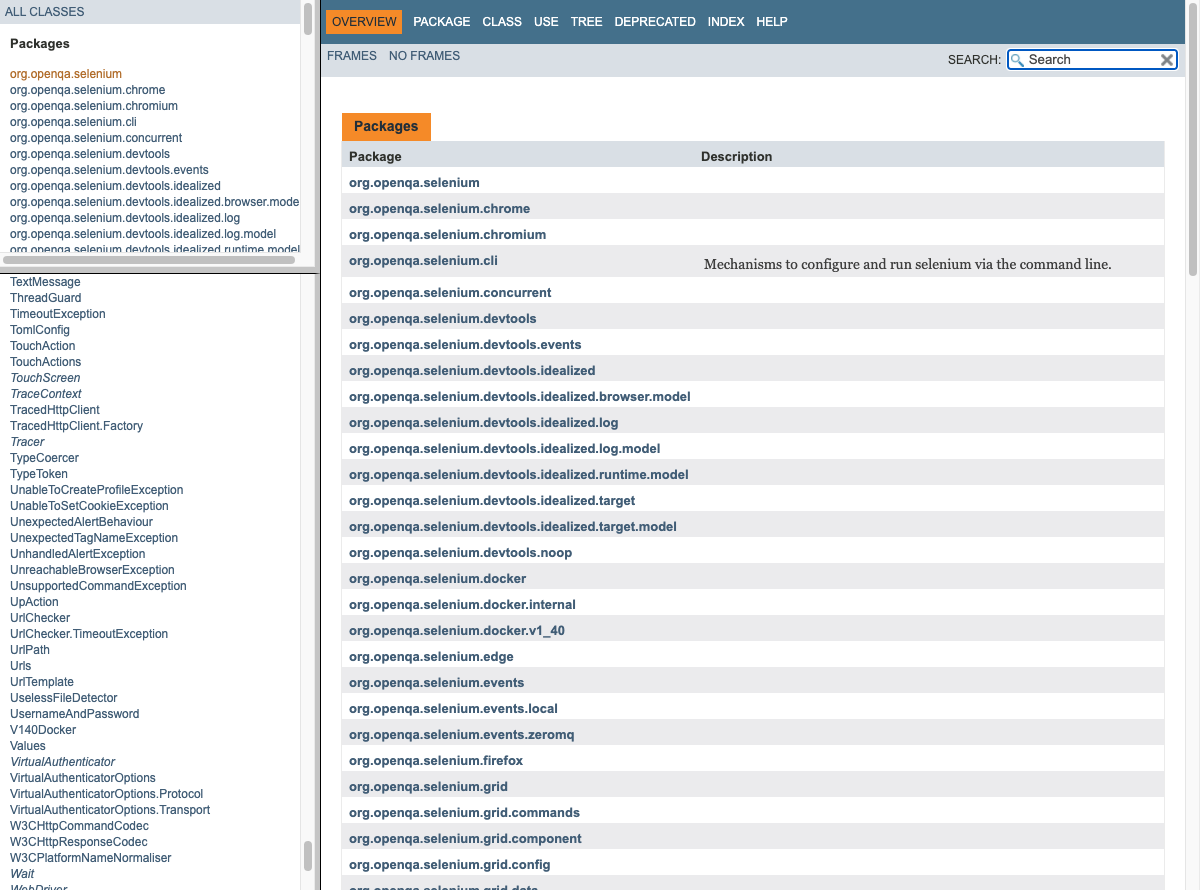 ALL CLASSES
Packages
org.openqa.selenium
org.openqa.selenium.chrome
org.openqa.selenium.chromium
org.openqa.selenium.cli
org.openqa.selenium.concurrent
org.openqa.selenium.devtools
org.openqa.selenium.devtools.events
org.openqa.selenium.devtools.idealized
org.openqa.selenium.devtools.idealized.browser.mode
org.openqa.selenium.devtools.idealized.log
org.openqa.selenium.devtools.idealized.log.model
org.openqa.selenium.devtools.idealized.runtime.model
TextMessage
ThreadGuard
TimeoutException
TomlConfig
TouchAction
TouchActions
TouchScreen
TraceContext
TracedHttpClient
TracedHttpClient.Factory
Tracer
TypeCoercer
TypeToken
UnableToCreateProfileException
UnableToSetCookieException
UnexpectedAlertBehaviour
UnexpectedTagNameException
UnhandledAlertException
UnreachableBrowserException
UnsupportedCommandException
UpAction
UrlChecker
UrlChecker.TimeoutException
UrlPath
Urls
UrlTemplate
UselessFileDetector
UsernameAndPassword
V140Docker
Values
VirtualAuthenticator
VirtualAuthenticatorOptions
VirtualAuthenticatorOptions.Protocol
VirtualAuthenticatorOptions.Transport
W3CHttpCommandCodec
W3CHttpResponseCodec
W3CPlatformNameNormaliser
Wait
WebDriver
OVERVIEW PACKAGE CLASS USE TREE DEPRECATED INDEX HELP
FRAMES NO FRAMES
SEARCH: Search
Packages
Package Description
org.openqa.selenium
org.openqa.selenium.chrome
org.openqa.selenium.chromium
org.openqa.selenium.cli Mechanisms to configure and run selenium via the command line.
org.openqa.selenium.concurrent
org.openqa.selenium.devtools
org.openqa.selenium.devtools.events
org.openqa.selenium.devtools.idealized
org.openqa.selenium.devtools.idealized.browser.model
org.openqa.selenium.devtools.idealized.log
org.openqa.selenium.devtools.idealized.log.model
org.openqa.selenium.devtools.idealized.runtime.model
org.openqa.selenium.devtools.idealized.target
org.openqa.selenium.devtools.idealized.target.model
org.openqa.selenium.devtools.noop
org.openqa.selenium.docker
org.openqa.selenium.docker.internal
org.openqa.selenium.docker.v1_40
org.openqa.selenium.edge
org.openqa.selenium.events
org.openqa.selenium.events.local
org.openqa.selenium.events.zeromq
org.openqa.selenium.firefox
org.openqa.selenium.grid
org.openqa.selenium.grid.commands
org.openqa.selenium.grid.component
org.openqa.selenium.grid.config
org.openqa.selenium.grid.data